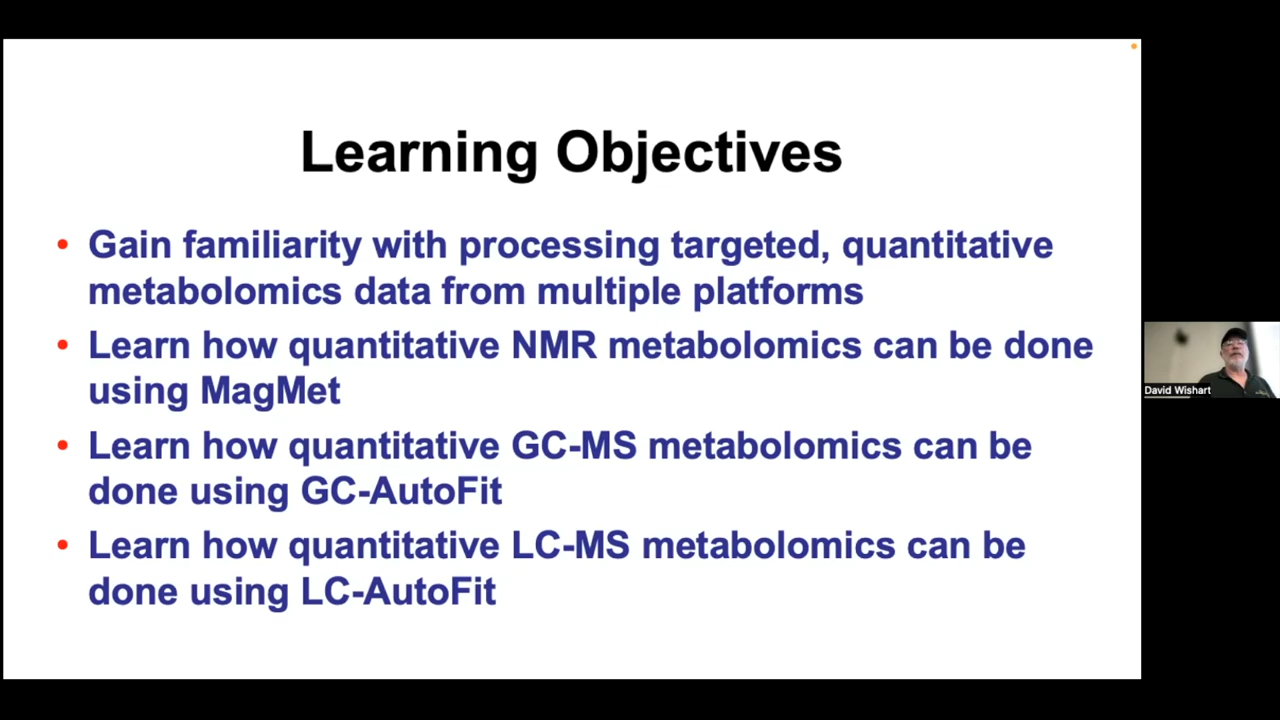 Learning Objectives
• Gain familiarity with processing targeted, quantitative
metabolomics data from multiple platforms
• Learn how quantitative NMR metabolomics can be done
using MagMet
• Learn how quantitative GC-MS metabolomics can be
done using GC-AutoFit
• Learn how quantitative LC-MS metabolomics can be
done using LC-AutoFit
David Wishart